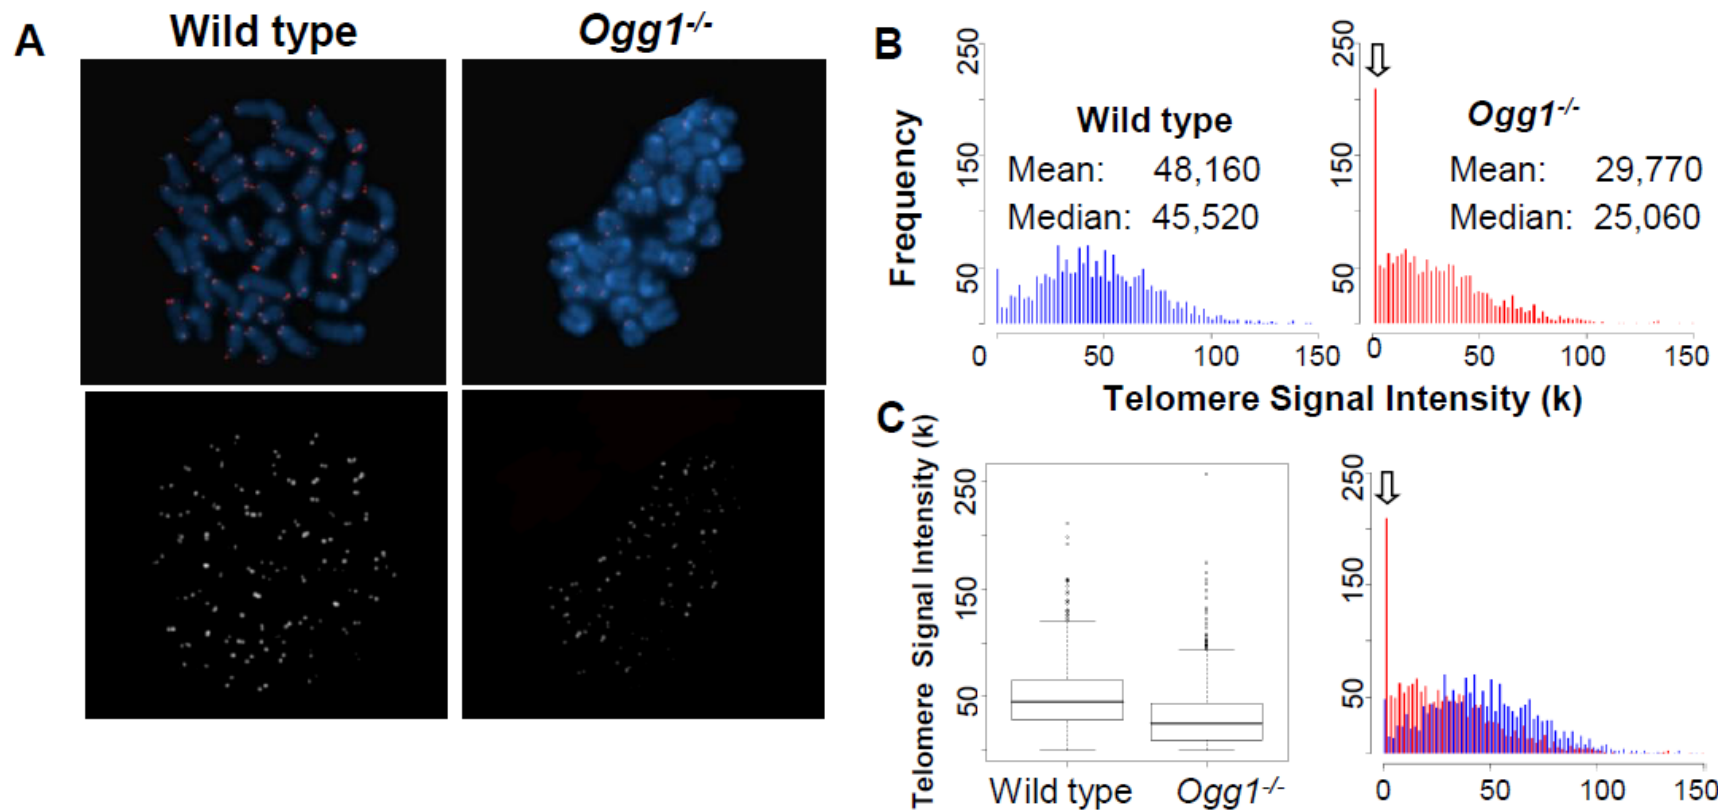 A
Wild type
Ogg1-/-
B
Frequency
250
150
50
Wild type
Mean: 48,160
Median: 45,520
0
50
100
150
250
150
50
Ogg1-/-
Mean: 29,770
Median: 25,060
0
50
100
150
Telomere Signal Intensity (k)
C
Telomere Signal Intensity (k)
250
150
50
Wild type
Ogg1-/-
250
150
50
0
50
100
150